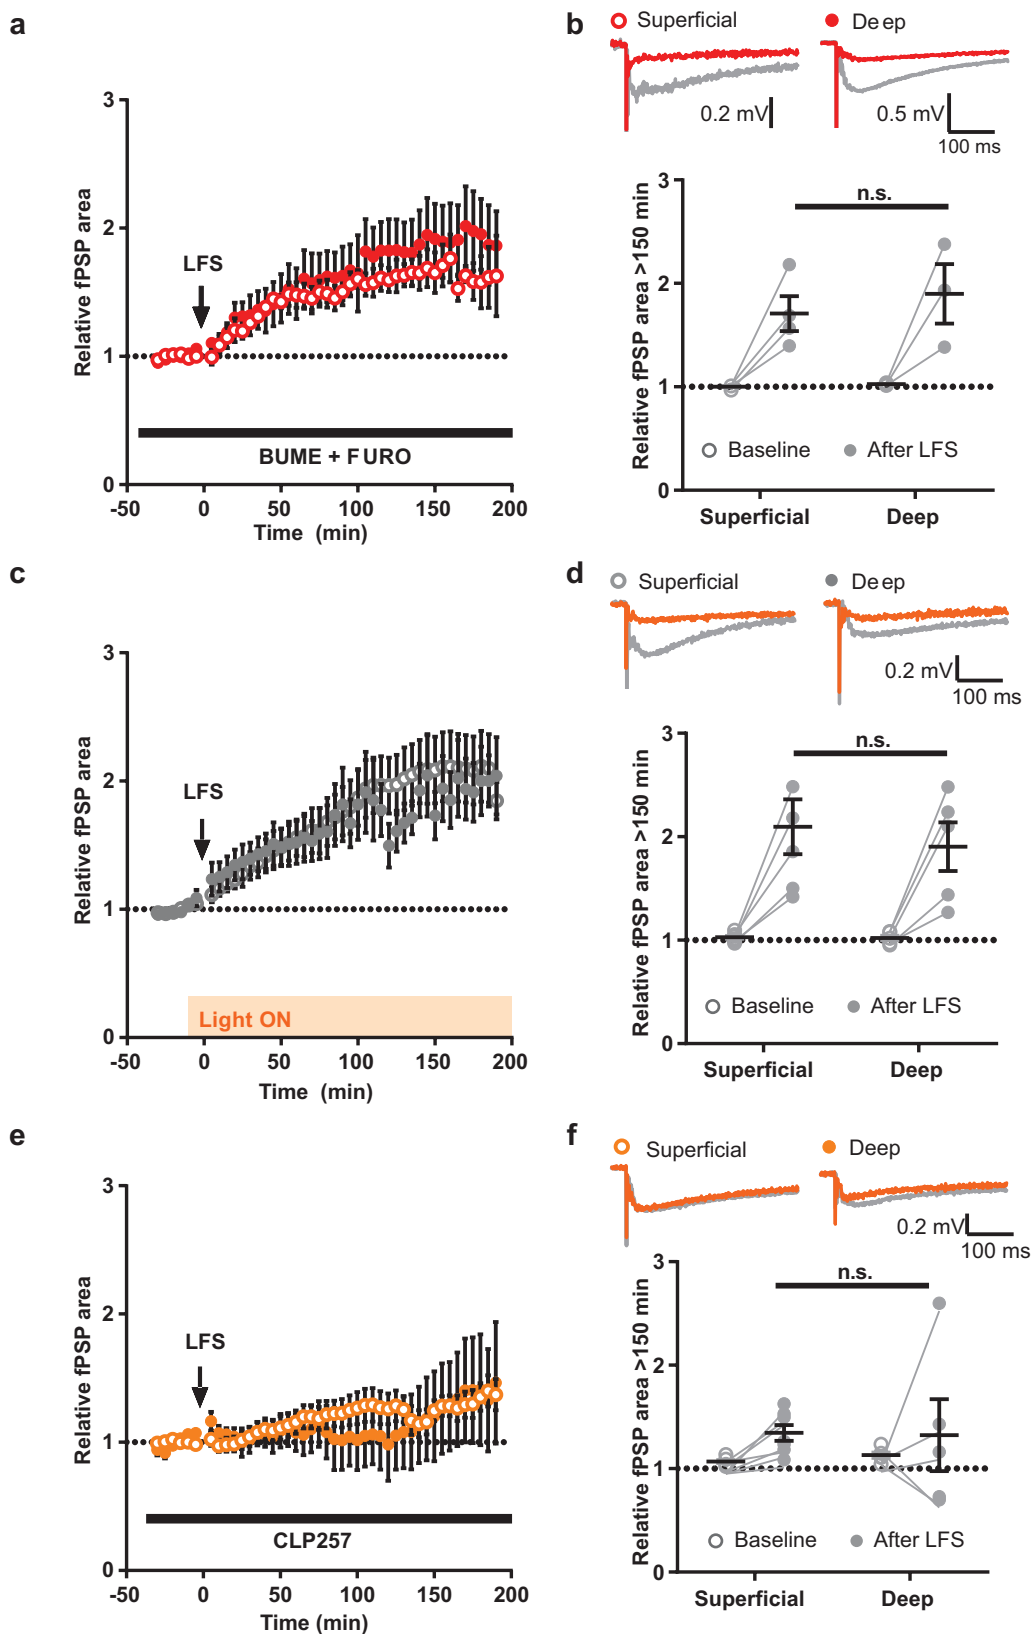 a
Relative fPSP area
3
2
1
0
LFS
BUME + FURO
-50
0
50
100
150
200
Time (min)
b
Superficial
Deep
0.2 mV
0.5 mV
100 ms
Relative fPSP area >150 min
3
2
1
0
n.s.
Baseline
After LFS
Superficial
Deep
c
Relative fPSP area
3
2
1
0
LFS
Light ON
-50
0
50
100
150
200
Time (min)
d
Superficial
Deep
0.2 mV
100 ms
Relative fPSP area >150 min
3
2
1
0
n.s.
Baseline
After LFS
Superficial
Deep
e
Relative fPSP area
3
2
1
0
LFS
CLP257
-50
0
50
100
150
200
Time (min)
f
Superficial
Deep
0.2 mV
100 ms
Relative fPSP area >150 min
3
2
1
0
n.s.
Baseline
After LFS
Superficial
Deep